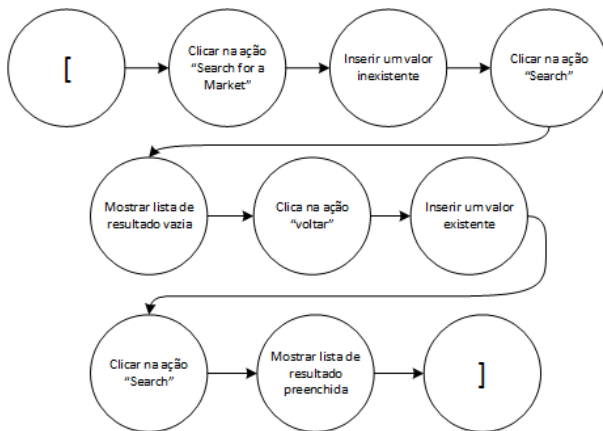 [
Clicar na ação
“Search for a
Market”
Inserir um valor
inexistente
Clicar na ação
“Search”
Mostrar lista de
resultado vazia
Clica na ação
“voltar”
Inserir um valor
existente
Clicar na ação
“Search”
Mostrar lista de
resultado
preenchida
]